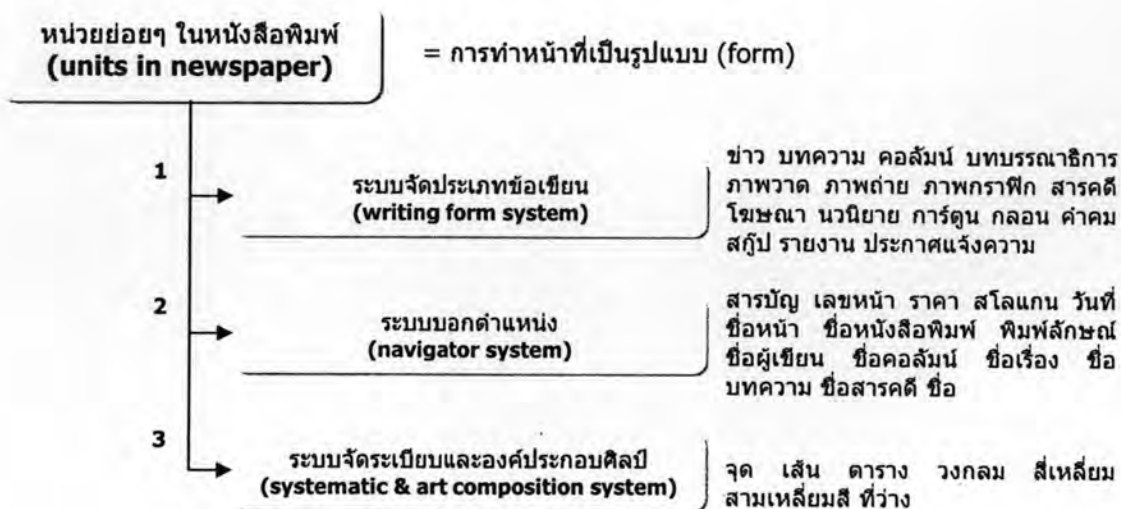 หน่วยย่อยๆ ในหนังสือพิมพ์
(units in newspaper)
= การทำหน้าที่เป็นรูปแบบ (form)
1
ระบบจัดประเภทข้อเขียน
(writing form system)
ข่าว บทความ คอลัมน์ บทบรรณาธิการ
ภาพวาด ภาพถ่าย ภาพกราฟิก สารคดี
โฆษณา นวนิยาย การ์ตูน กลอน คำคม
สกู๊ป รายงาน ประกาศแจ้งความ
2
ระบบบอกตำแหน่ง
(navigator system)
สารบัญ เลขหน้า ราคา สโลแกน วันที่
ชื่อหน้า ชื่อหนังสือพิมพ์ พิมพ์ลักษณ์
ชื่อผู้เขียน ชื่อคอลัมน์ ชื่อเรื่อง ชื่อ
บทความ ชื่อสารคดี ชื่อ
3
ระบบจัดระเบียบและองค์ประกอบศิลป์
(systematic & art composition system)
จุด เส้น ตาราง วงกลม สี่เหลี่ยม
สามเหลี่ยมสี ที่ว่าง